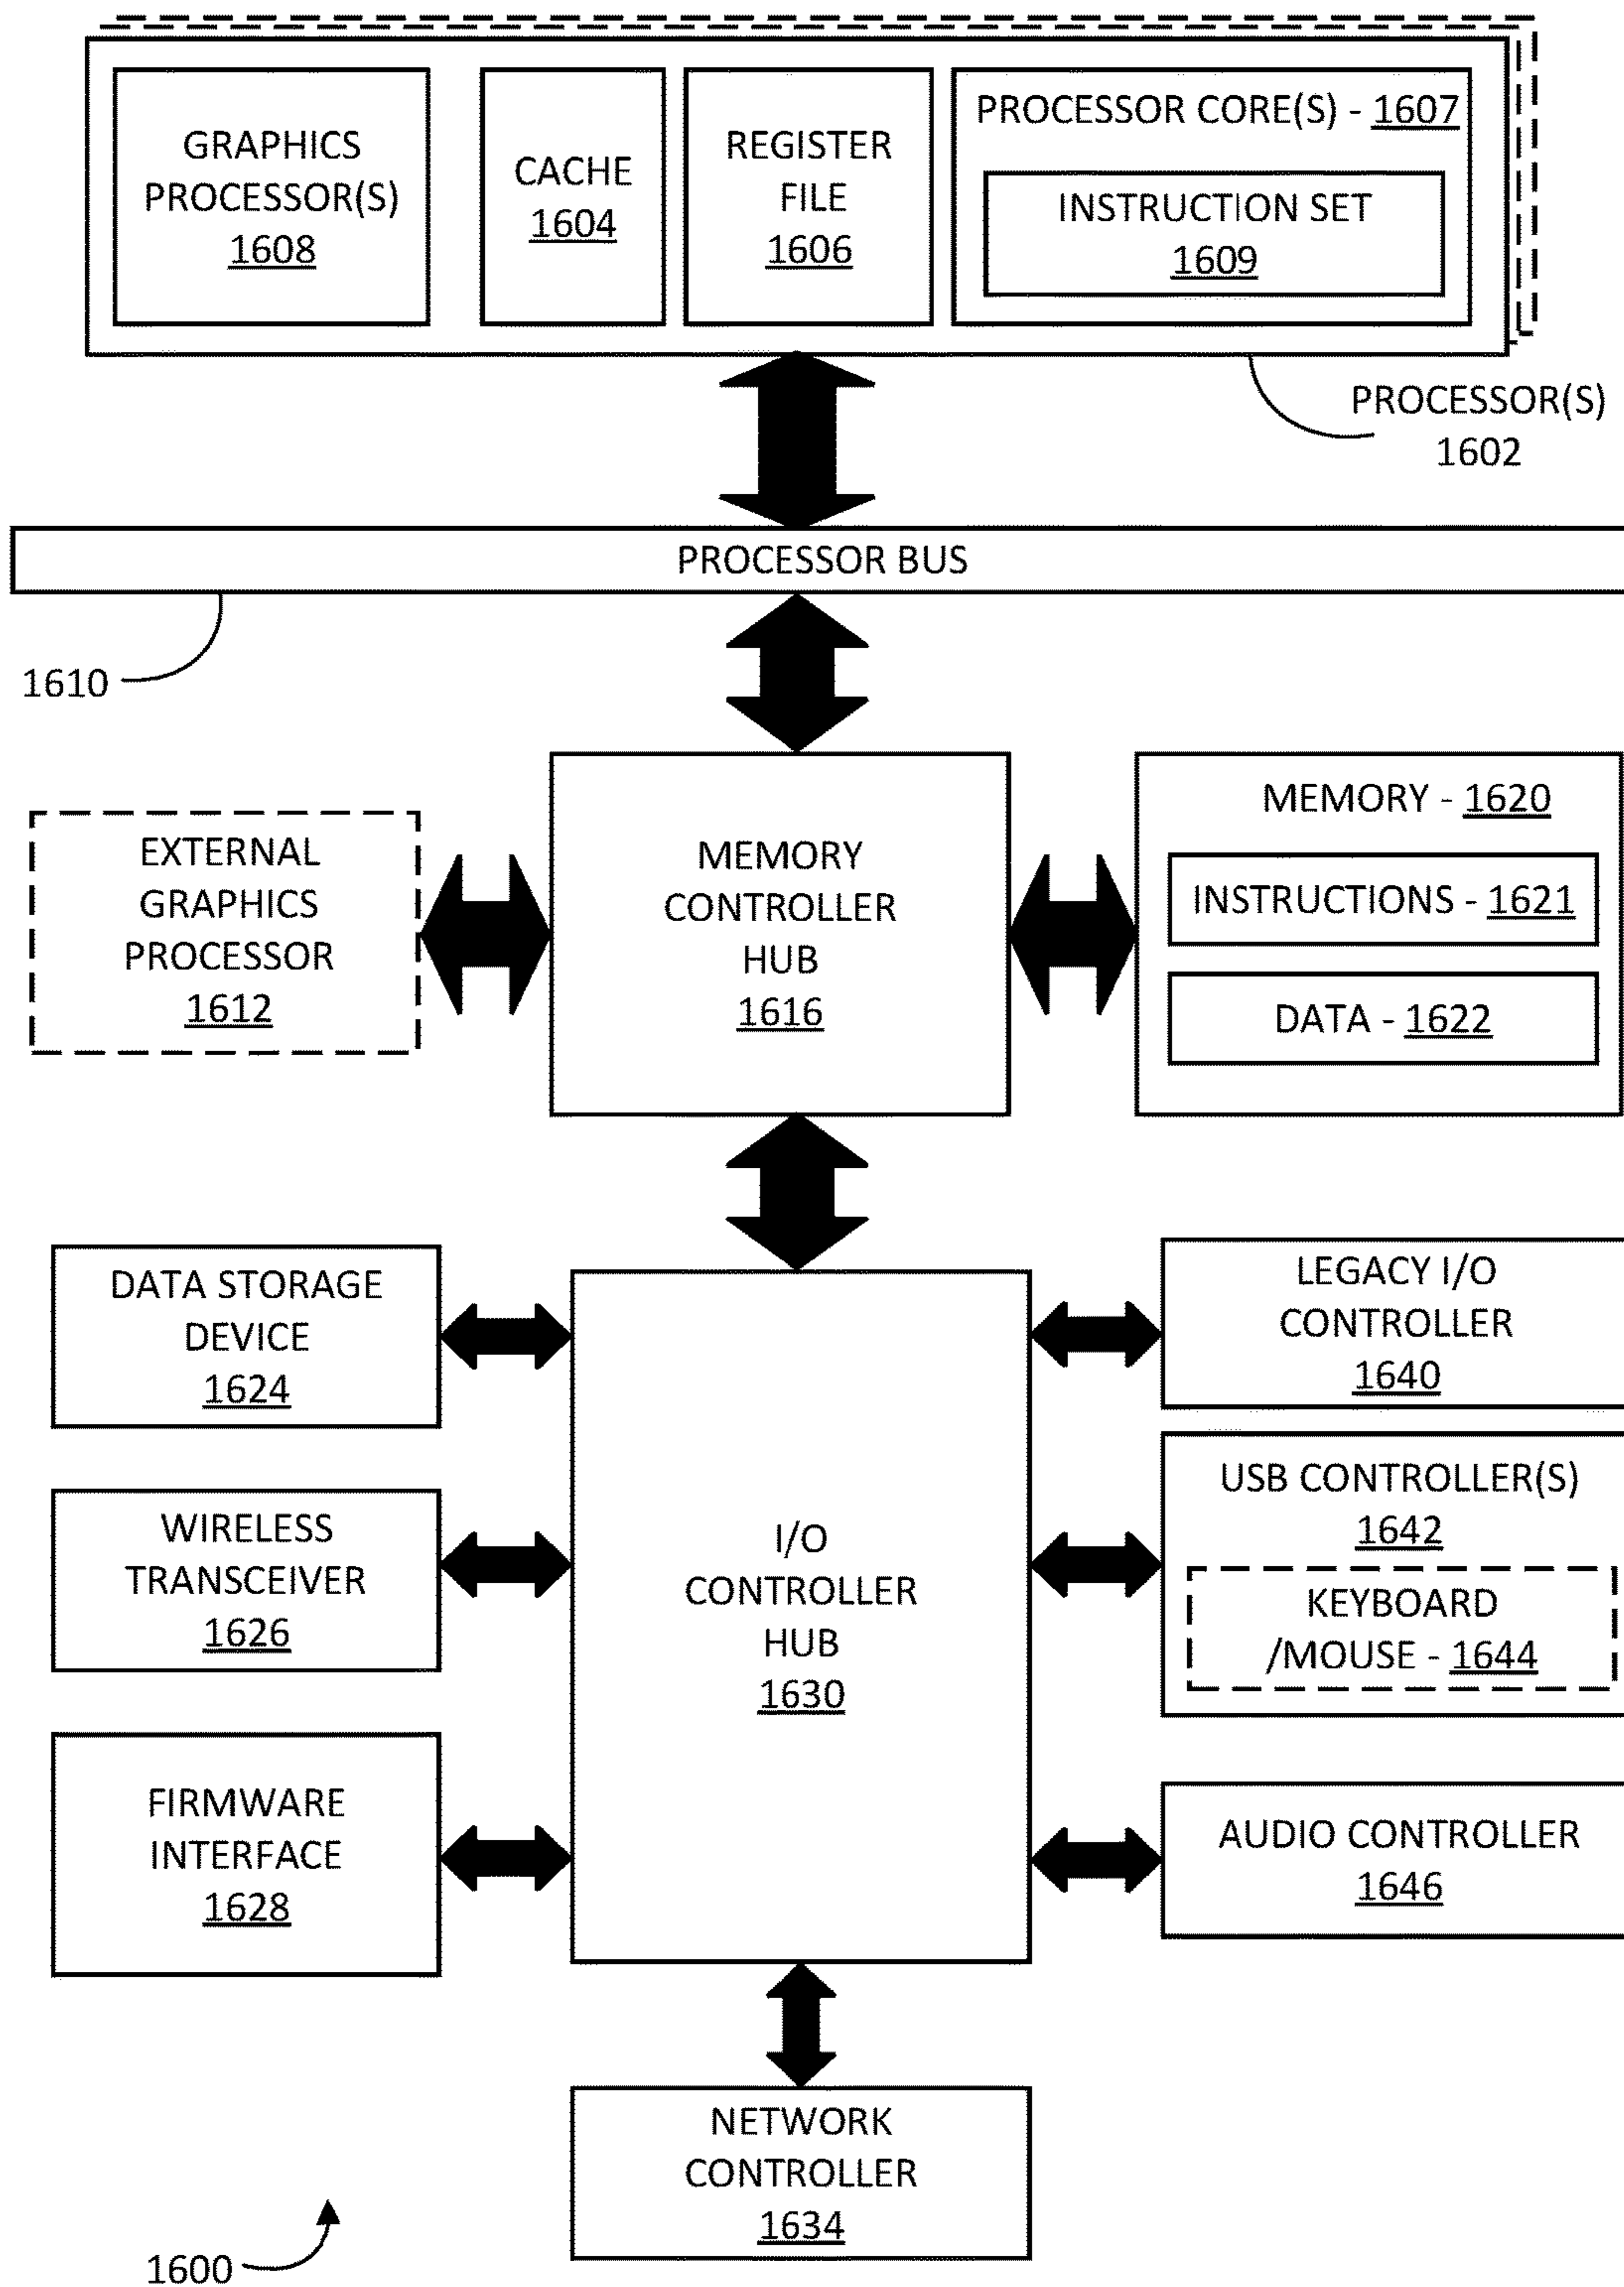 GRAPHICS
PROCESSOR(S)
1608
CACHE
1604
REGISTER
FILE
1606
PROCESSOR CORE(S) - 1607
INSTRUCTION SET
1609
PROCESSOR(S)
1602
PROCESSOR BUS
1610
EXTERNAL
GRAPHICS
PROCESSOR
1612
MEMORY
CONTROLLER
HUB
1616
MEMORY - 1620
INSTRUCTIONS - 1621
DATA - 1622
DATA STORAGE
DEVICE
1624
WIRELESS
TRANSCEIVER
1626
FIRMWARE
INTERFACE
1628
I/O
CONTROLLER
HUB
1630
LEGACY I/O
CONTROLLER
1640
USB CONTROLLER(S)
1642
KEYBOARD
/MOUSE - 1644
AUDIO CONTROLLER
1646
NETWORK
CONTROLLER
1634
1600